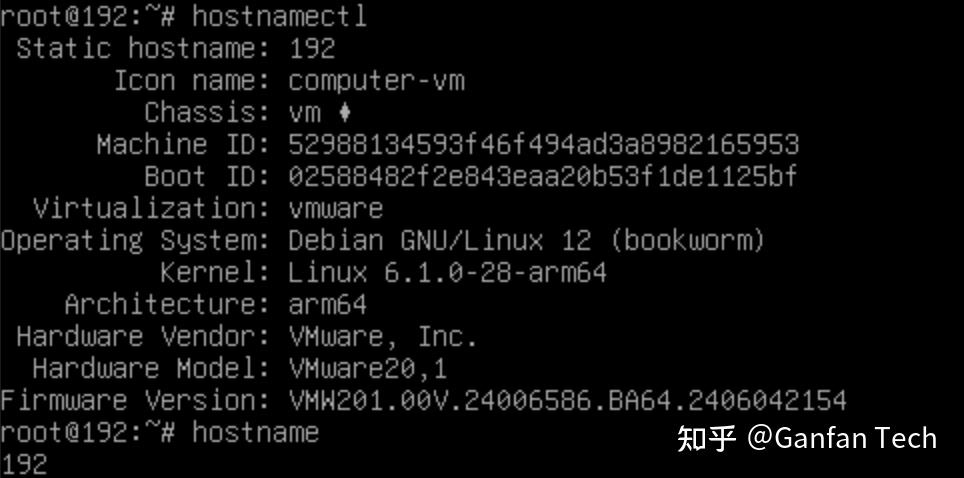 root@192:~# hostnamectl
Static hostname: 192
Icon name: computer-vm
Chassis: vm ♦
Machine ID: 52988134593f46f494ad3a8982165953
Boot ID: 02588482f2e843eaa20b53f1de1125bf
Virtualization: vmware
Operating System: Debian GNU/Linux 12 (bookworm)
Kernel: Linux 6.1.0-28-arm64
Architecture: arm64
Hardware Vendor: VMware, Inc.
Hardware Model: VMware20,1
Firmware Version: VMW201.00V.24006586.BA64.2406042154
root@192:~# hostname
192
知乎 @Ganfan Tech